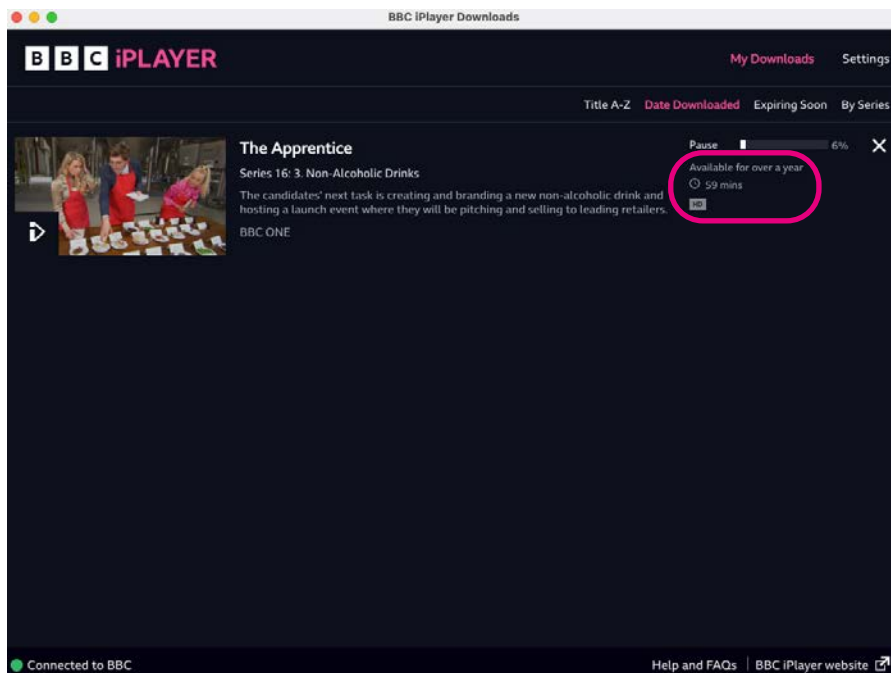 BBC iPlayer Downloads
BBC iPLAYER
My Downloads Settings
Title A-Z Date Downloaded Expiring Soon By Series
The Apprentice
Pause 6%
Series 16: 3. Non-Alcoholic Drinks
Available for over a year
The candidates' next task is creating and branding a new non-alcoholic drink and
59 mins
hosting a launch event where they will be pitching and selling to leading retailers.
HD
BBC ONE
Connected to BBC
Help and FAQs BBC iPlayer website